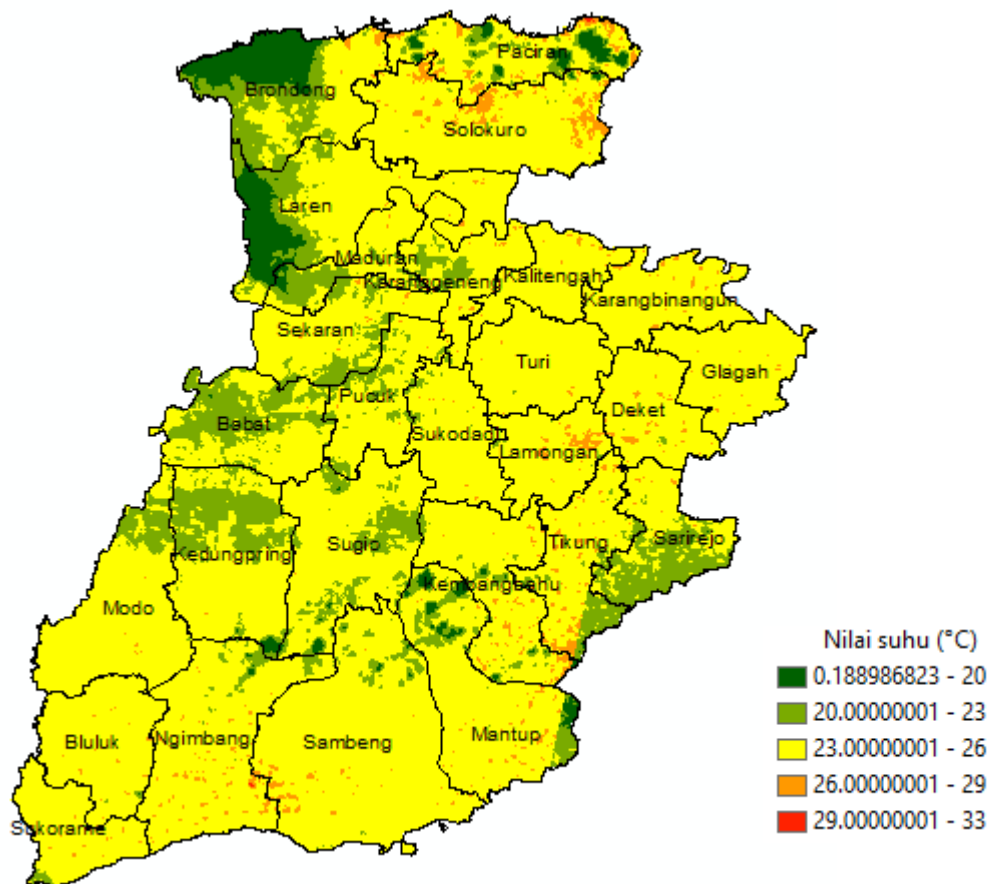 Paciran
Brondong
Solokuro
Laren
Maduran
Karanggeneng
Kalitengah
Karangbinangun
Sekaran
Turi
Glagah
Pucuk
Deket
Babat
Sukodadi
Lamongan
Kedungpring
Sugio
Tikung
Sarirejo
Kembangbahu
Modo
Bluluk
Ngimbang
Sambeng
Mantup
Sukorame
Nilai suhu (°C)
0.188986823 - 20
20.00000001 - 23
23.00000001 - 26
26.00000001 - 29
29.00000001 - 33